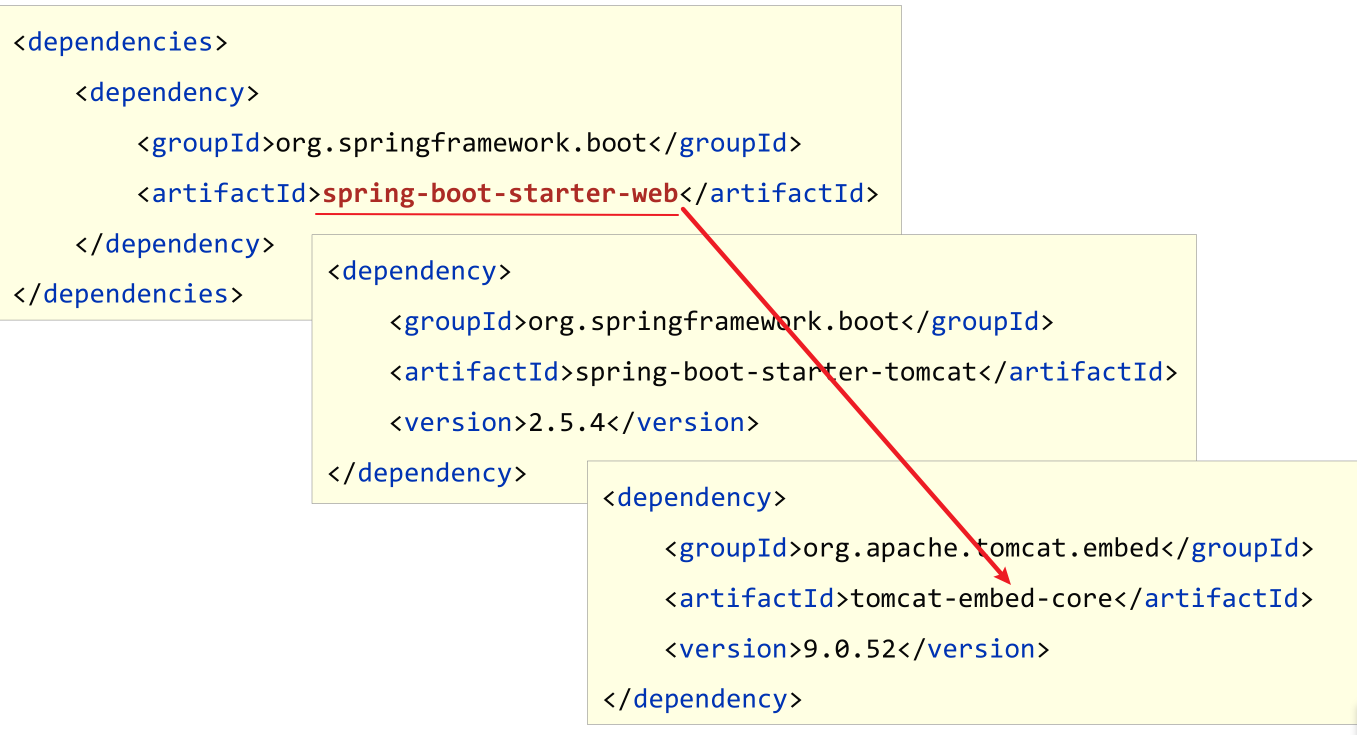 <dependencies>
    <dependency>
        <groupId>org.springframework.boot</groupId>
        <artifactId>spring-boot-starter-web</artifactId>
    </dependency>
</dependencies>
<dependency>
    <groupId>org.springframework.boot</groupId>
    <artifactId>spring-boot-starter-tomcat</artifactId>
    <version>2.5.4</version>
</dependency>
<dependency>
    <groupId>org.apache.tomcat.embed</groupId>
    <artifactId>tomcat-embed-core</artifactId>
    <version>9.0.52</version>
</dependency>